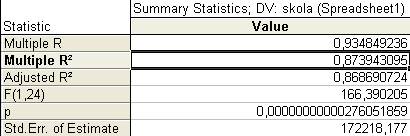 Summary Statistics; DV: skola (Spreadsheet1)
Statistic Value
Multiple R 0,934849236
Multiple R² 0,873943095
Adjusted R² 0,868690724
F(1,24) 166,390205
p 0,00000000000276051859
Std.Err. of Estimate 172218,177